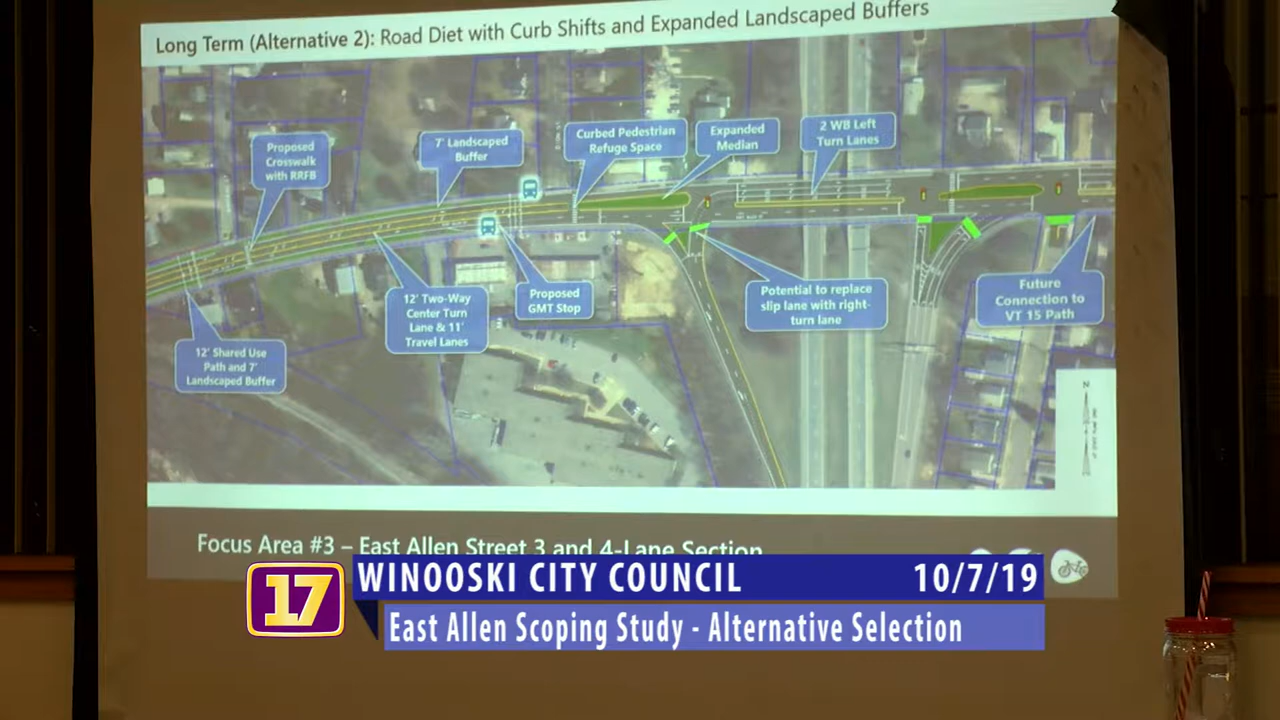 Long Term (Alternative 2): Road Diet with Curb Shifts and Expanded Landscaped Buffers
Proposed
Crosswalk
with RRFB
7' Landscaped
Buffer
Curbed Pedestrian
Refuge Space
Expanded
Median
2 WB Left
Turn Lanes
12' Shared Use
Path and 7'
Landscaped Buffer
12' Two-Way
Center Turn
Lane & 11'
Travel Lanes
Proposed
GMT Stop
Potential to replace
slip lane with right-
turn lane
Future
Connection to
VT 15 Path
N
Focus Area #3 – East Allen Street 3 and 4-Lane Section
17
WINOOSKI CITY COUNCIL 10/7/19
East Allen Scoping Study - Alternative Selection